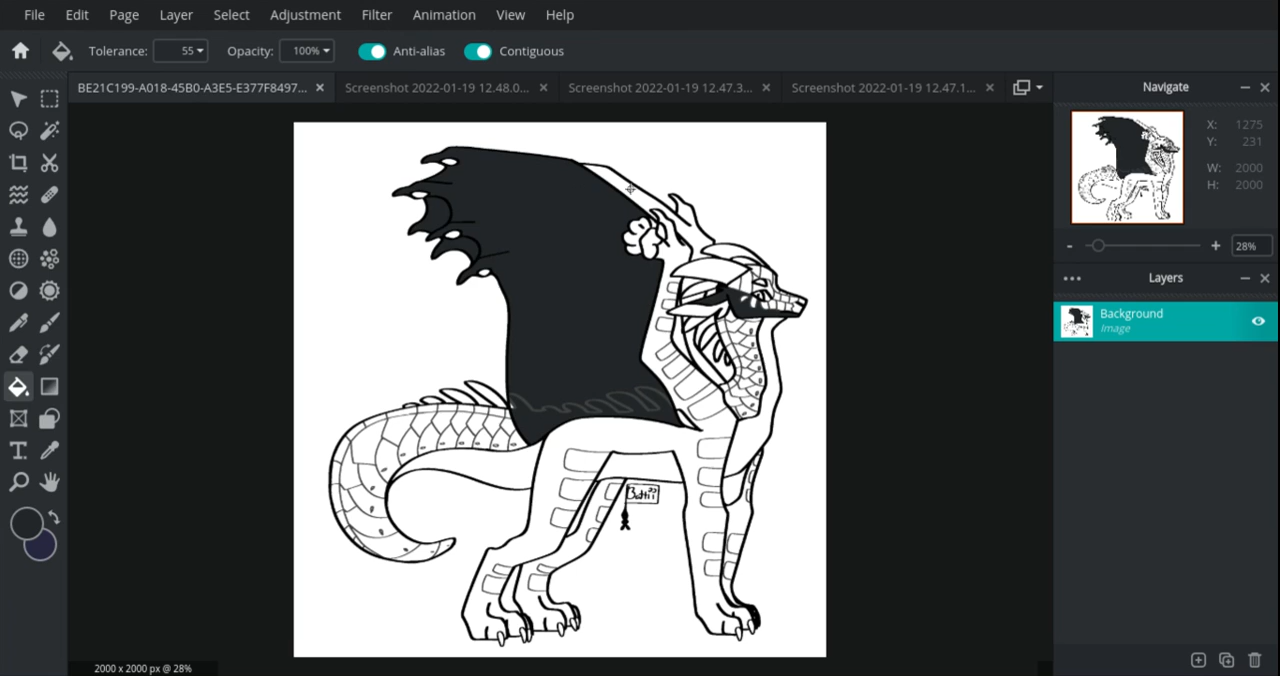 File Edit Page Layer Select Adjustment Filter Animation View Help
Tolerance: 55 Opacity: 100% Anti-alias Contiguous
BE21C199-A018-45B0-A3E5-E377F8497... Screenshot 2022-01-19 12.48.0... Screenshot 2022-01-19 12.47.3... Screenshot 2022-01-19 12.47.1...
Navigate
X: 1275
Y: 231
W: 2000
H: 2000
- + 28%
Layers
Background
Image
2000 x 2000 px @ 28%